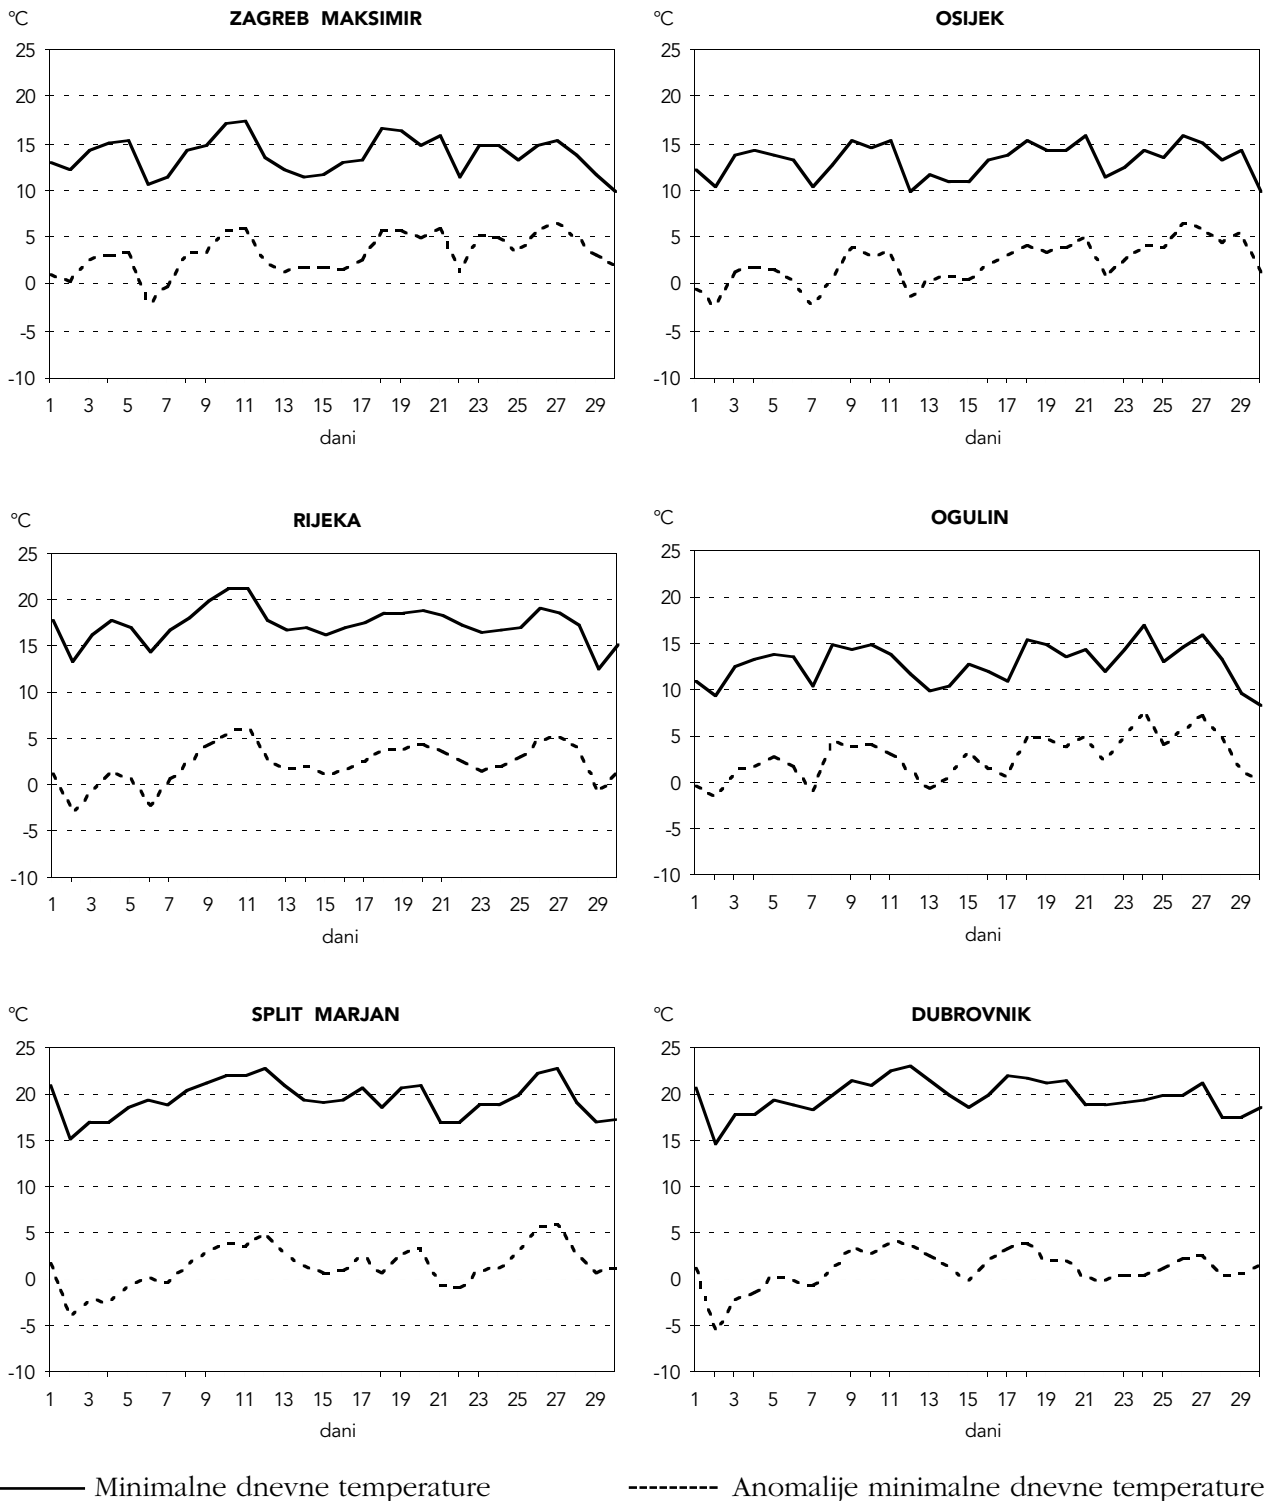 °C ZAGREB MAKSIMIR
25
20
15
10
5
0
-5
-10
1 3 5 7 9 11 13 15 17 19 21 23 25 27 29
dani
°C OSIJEK
25
20
15
10
5
0
-5
-10
1 3 5 7 9 11 13 15 17 19 21 23 25 27 29
dani
°C RIJEKA
25
20
15
10
5
0
-5
-10
1 3 5 7 9 11 13 15 17 19 21 23 25 27 29
dani
°C OGULIN
25
20
15
10
5
0
-5
-10
1 3 5 7 9 11 13 15 17 19 21 23 25 27 29
dani
°C SPLIT MARJAN
25
20
15
10
5
0
-5
-10
1 3 5 7 9 11 13 15 17 19 21 23 25 27 29
dani
°C DUBROVNIK
25
20
15
10
5
0
-5
-10
1 3 5 7 9 11 13 15 17 19 21 23 25 27 29
dani
Minimalne dnevne temperature Anomalije minimalne dnevne temperature